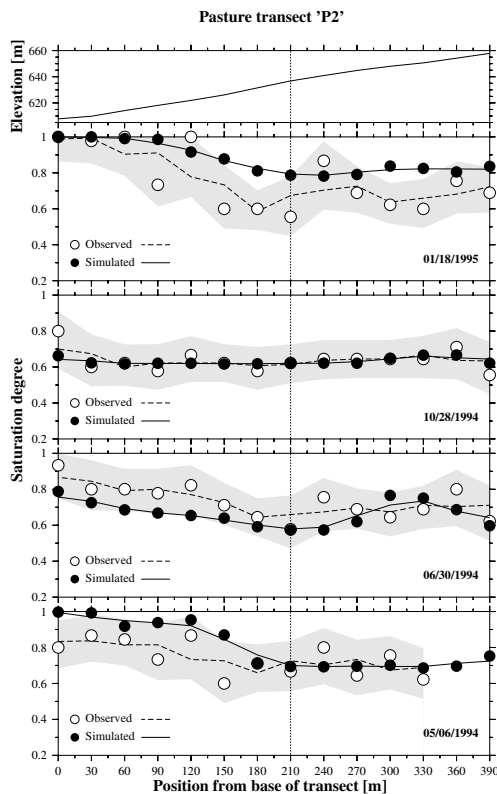 Pasture transect 'P2'
Elevation [m]
660
640
620
1
0.8
0.6
0.4
0.2
Observed
Simulated
01/18/1995
1
0.8
0.6
0.4
0.2
Observed
Simulated
10/28/1994
Saturation degree
1
0.8
0.6
0.4
0.2
Observed
Simulated
06/30/1994
1
0.8
0.6
0.4
0.2
Observed
Simulated
05/06/1994
0 30 60 90 120 150 180 210 240 270 300 330 360 390
Position from base of transect [m]